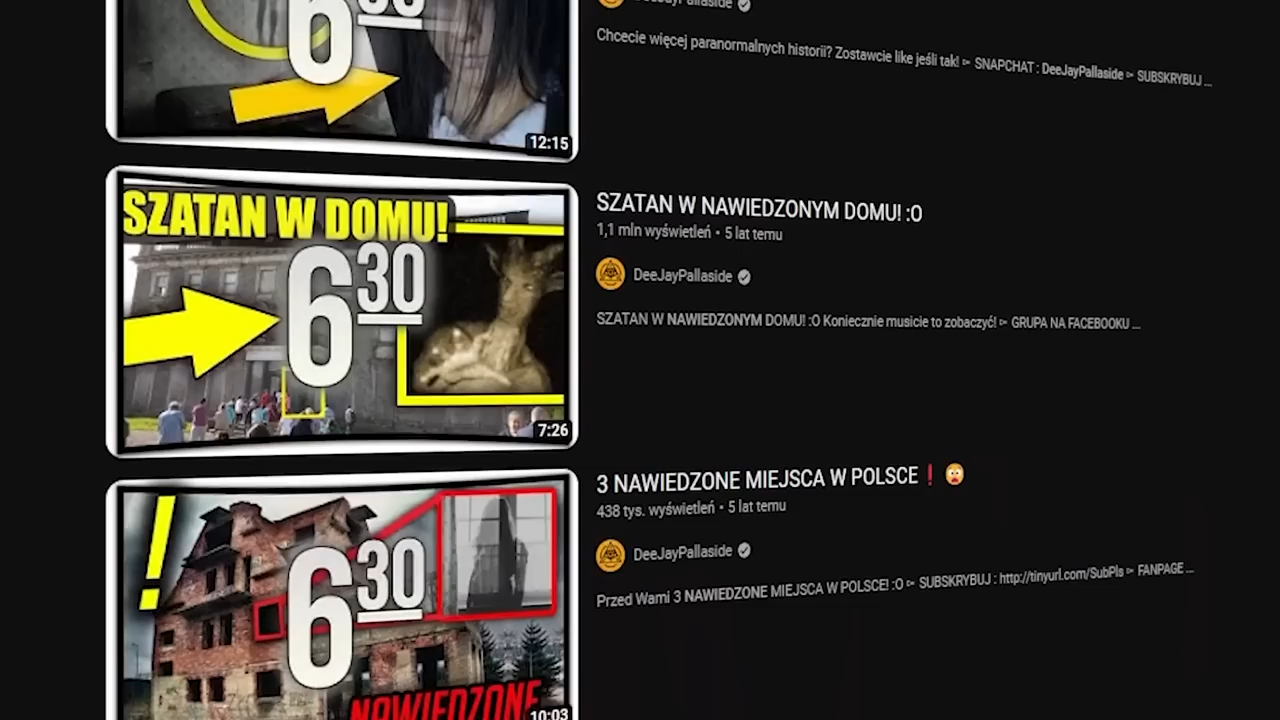 DeeJayPallaside
Chcecie więcej paranormalnych historii? Zostawcie like jeśli tak! ▻ SNAPCHAT : DeeJayPallaside ▻ SUBSKRYBUJ ...
6
12:15
SZATAN W DOMU!
630
7:26
SZATAN W NAWIEDZONYM DOMU! :O
1,1 mln wyświetleń • 5 lat temu
DeeJayPallaside
SZATAN W NAWIEDZONYM DOMU! :O Koniecznie musicie to zobaczyć! ▻ GRUPA NA FACEBOOKU ...
!
630
NAWIEDZONE
10:03
3 NAWIEDZONE MIEJSCA W POLSCE❗😨
438 tys. wyświetleń • 5 lat temu
DeeJayPallaside
Przed Wami 3 NAWIEDZONE MIEJSCA W POLSCE! :O ▻ SUBSKRYBUJ : http://tinyurl.com/SubPls ▻ FANPAGE ...